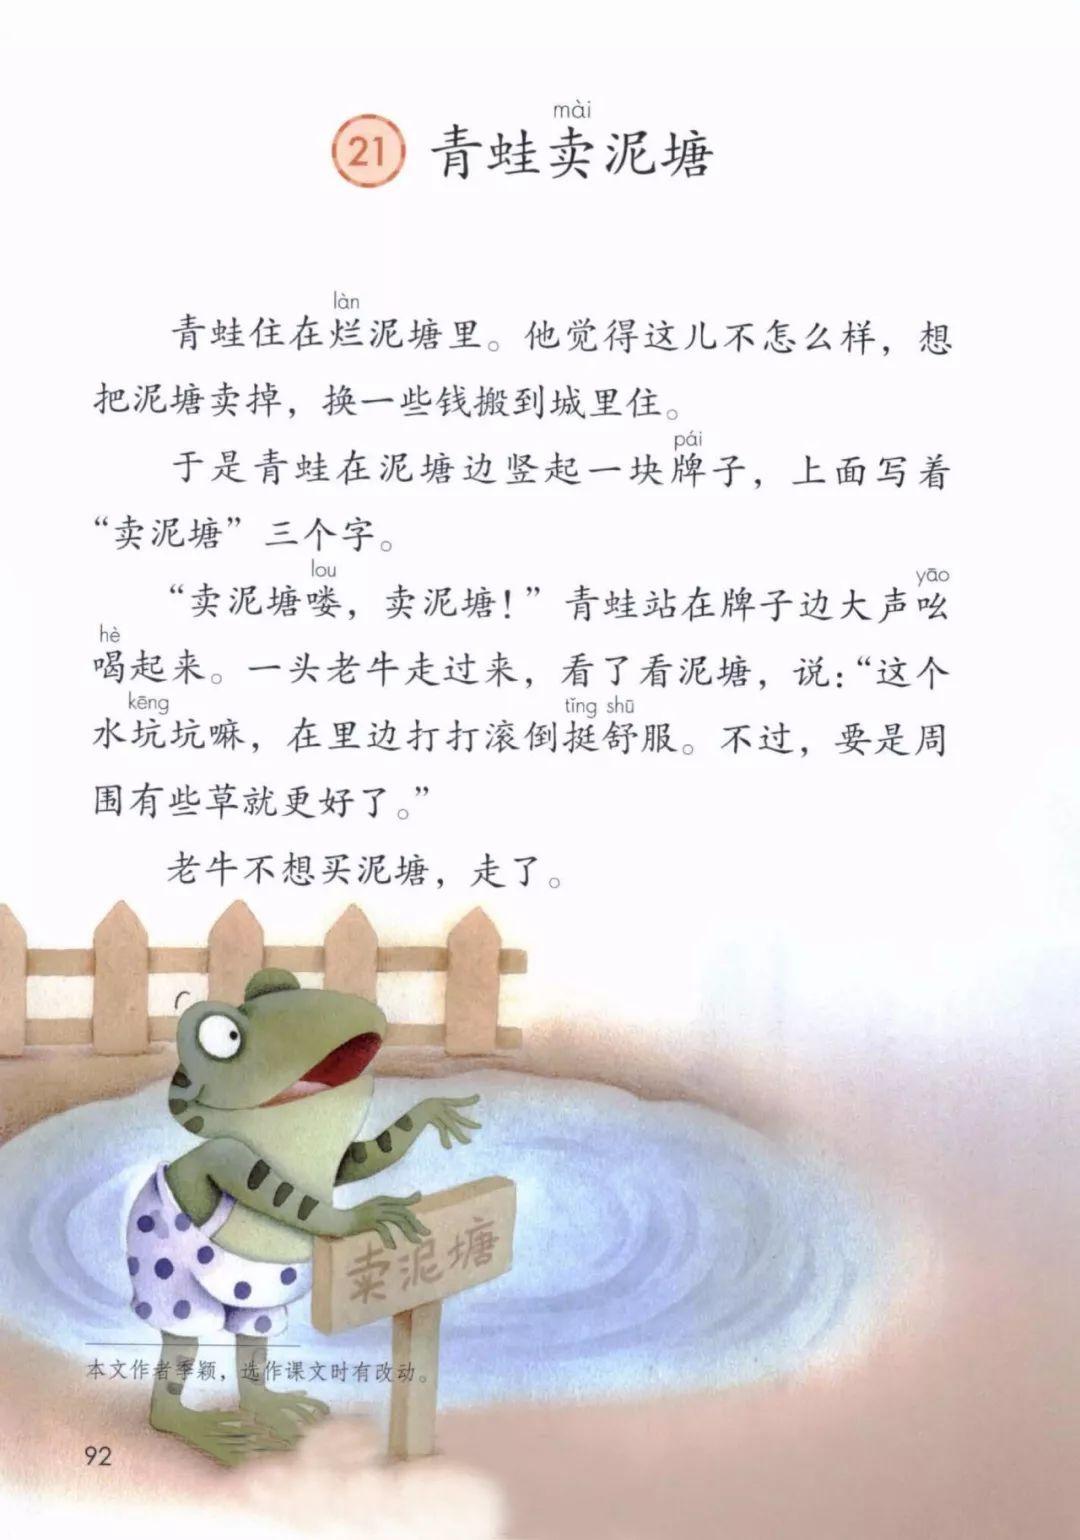 mài
21 青蛙卖泥塘
làn
青蛙住在烂泥塘里。他觉得这儿不怎么样，想
把泥塘卖掉，换一些钱搬到城里住。
pái
于是青蛙在泥塘边竖起一块牌子，上面写着
“卖泥塘”三个字。
lou yāo
“卖泥塘喽，卖泥塘！”青蛙站在牌子边大声吆
hè
喝起来。一头老牛走过来，看了看泥塘，说：“这个
kēng tǐng shū
水坑坑嘛，在里边打打滚倒挺舒服。不过，要是周
围有些草就更好了。”
老牛不想买泥塘，走了。
卖泥塘
本文作者季颖，选作课文时有改动。
92